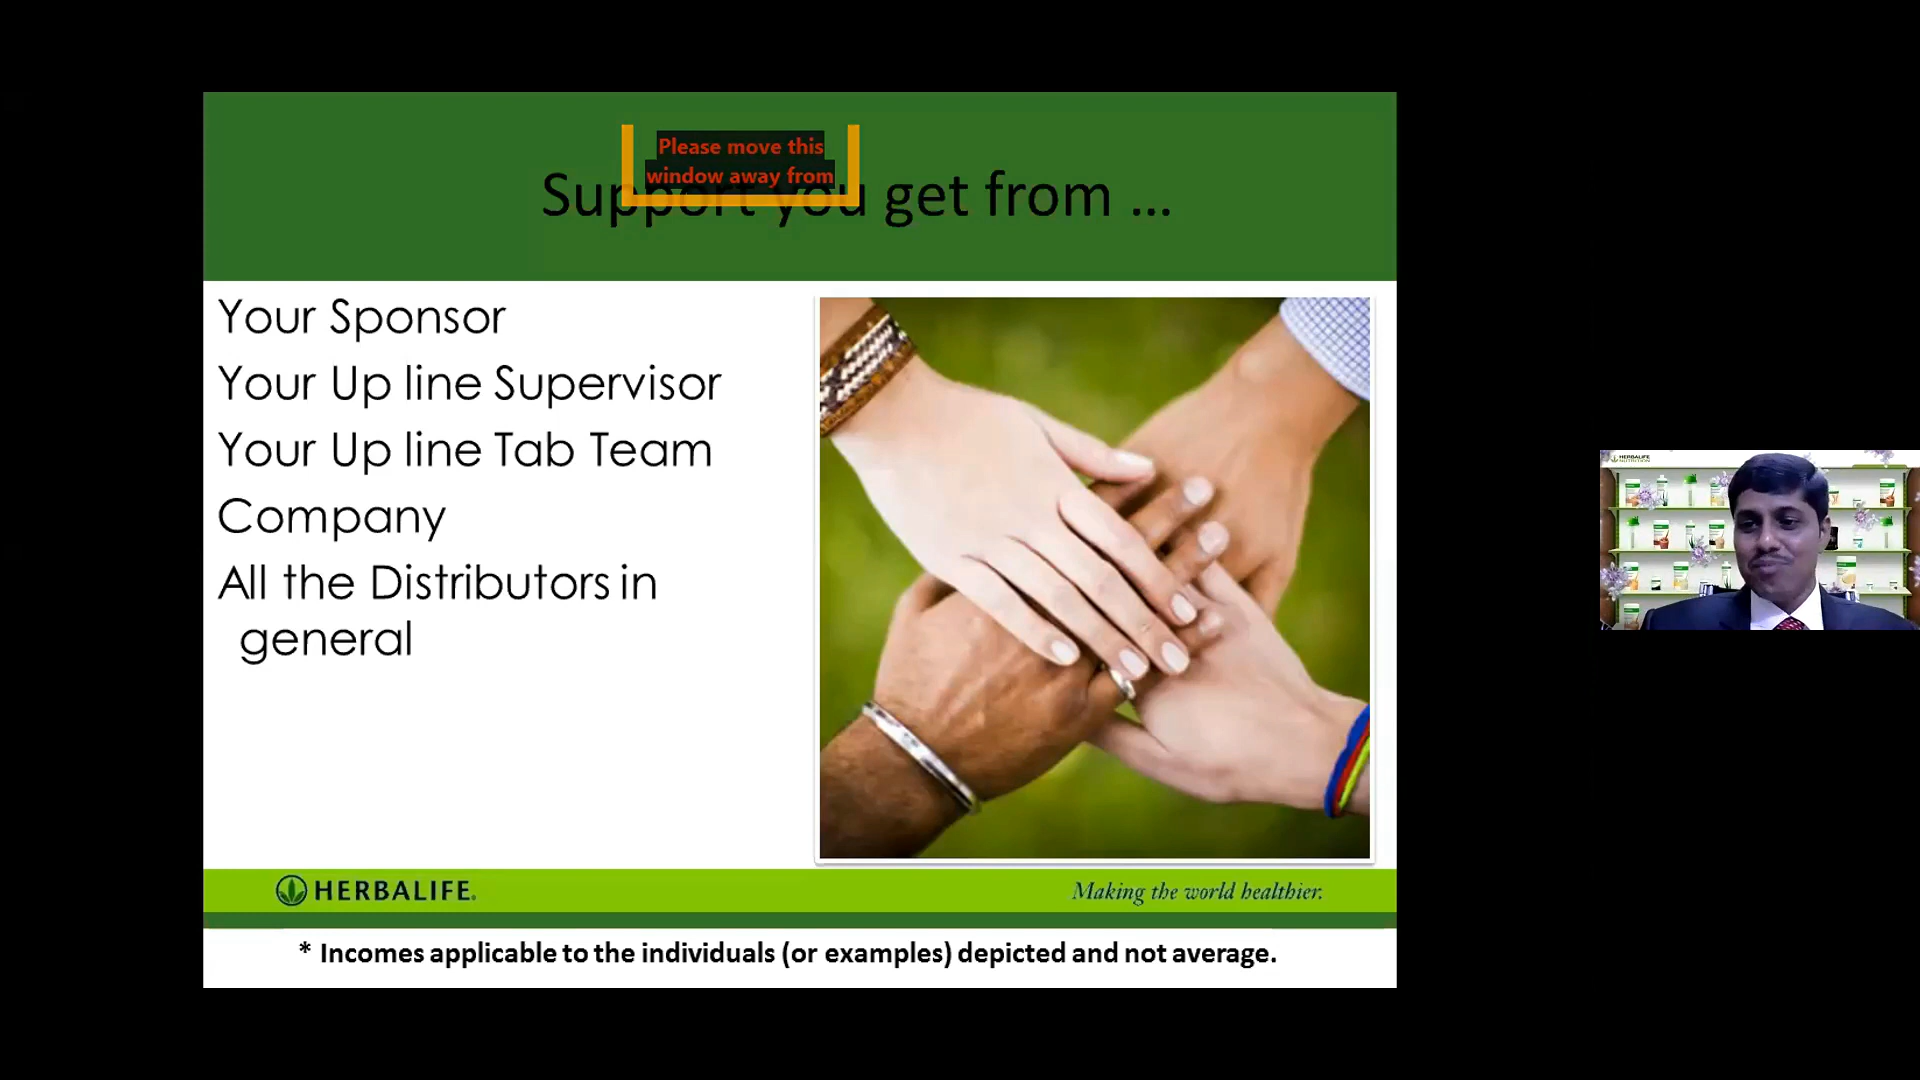 Please move this
window away from
Support you get from ...
Your Sponsor
Your Up line Supervisor
Your Up line Tab Team
Company
All the Distributors in
general
HERBALIFE
NUTRITION
HERBALIFE.
Making the world healthier.
* Incomes applicable to the individuals (or examples) depicted and not average.